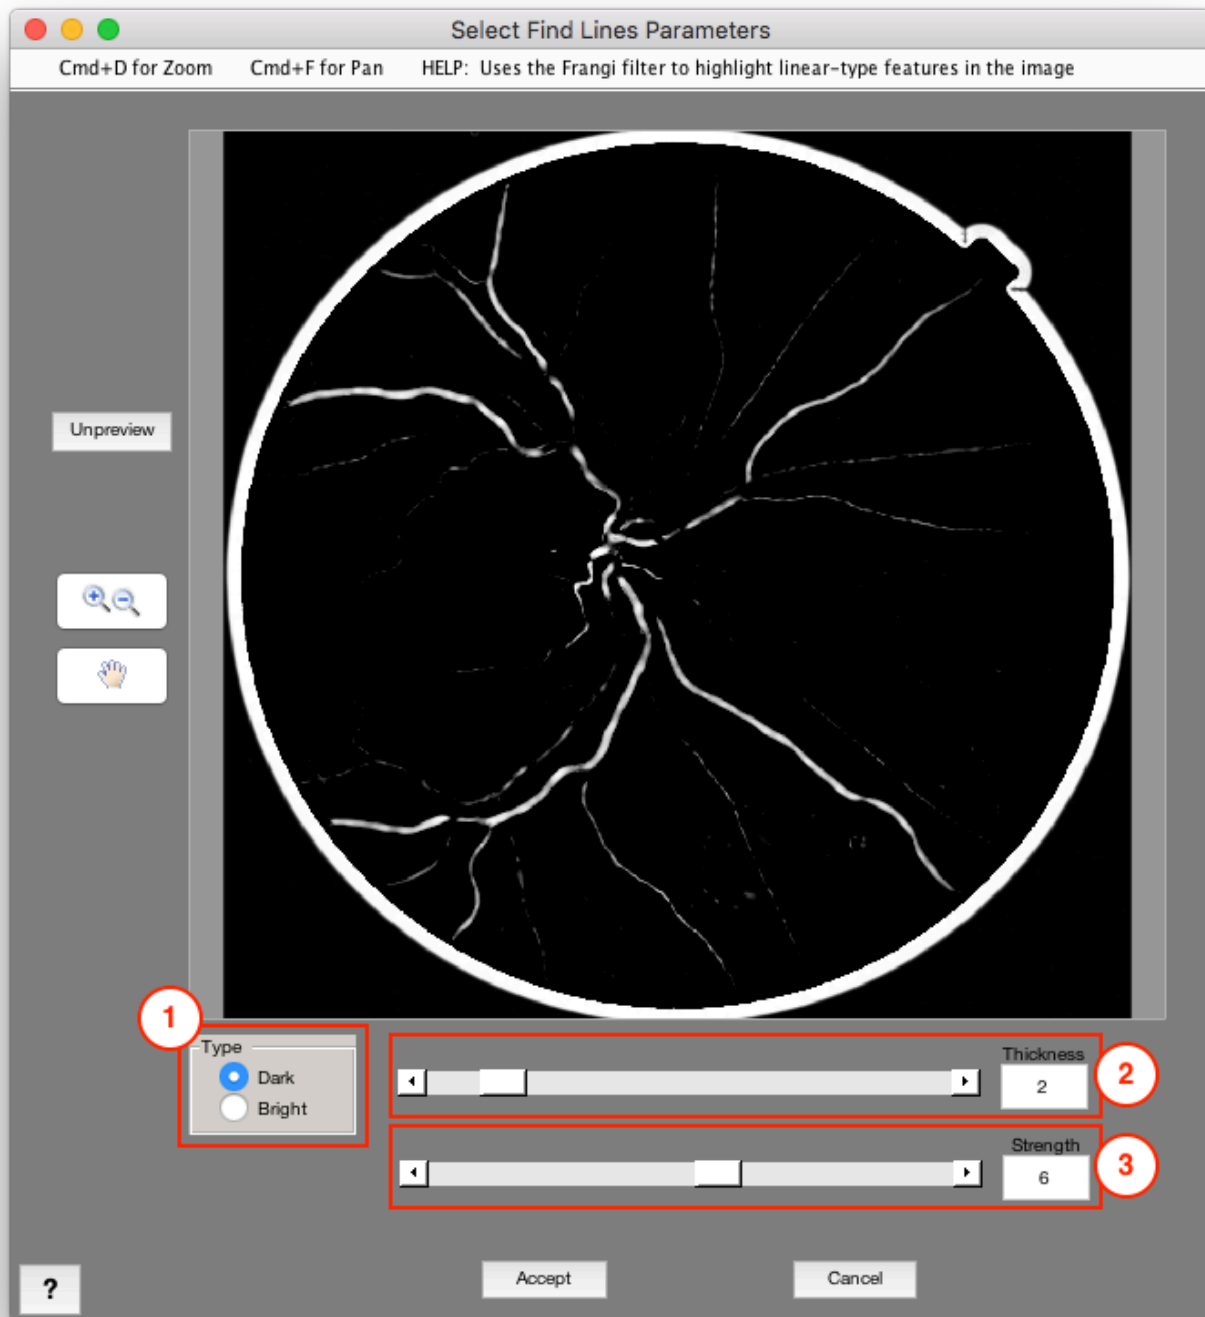 Select Find Lines Parameters
Cmd+D for Zoom Cmd+F for Pan HELP: Uses the Frangi filter to highlight linear-type features in the image
Unpreview
1
Type
Dark
Bright
Thickness
2
2
Strength
6
3
?
Accept
Cancel